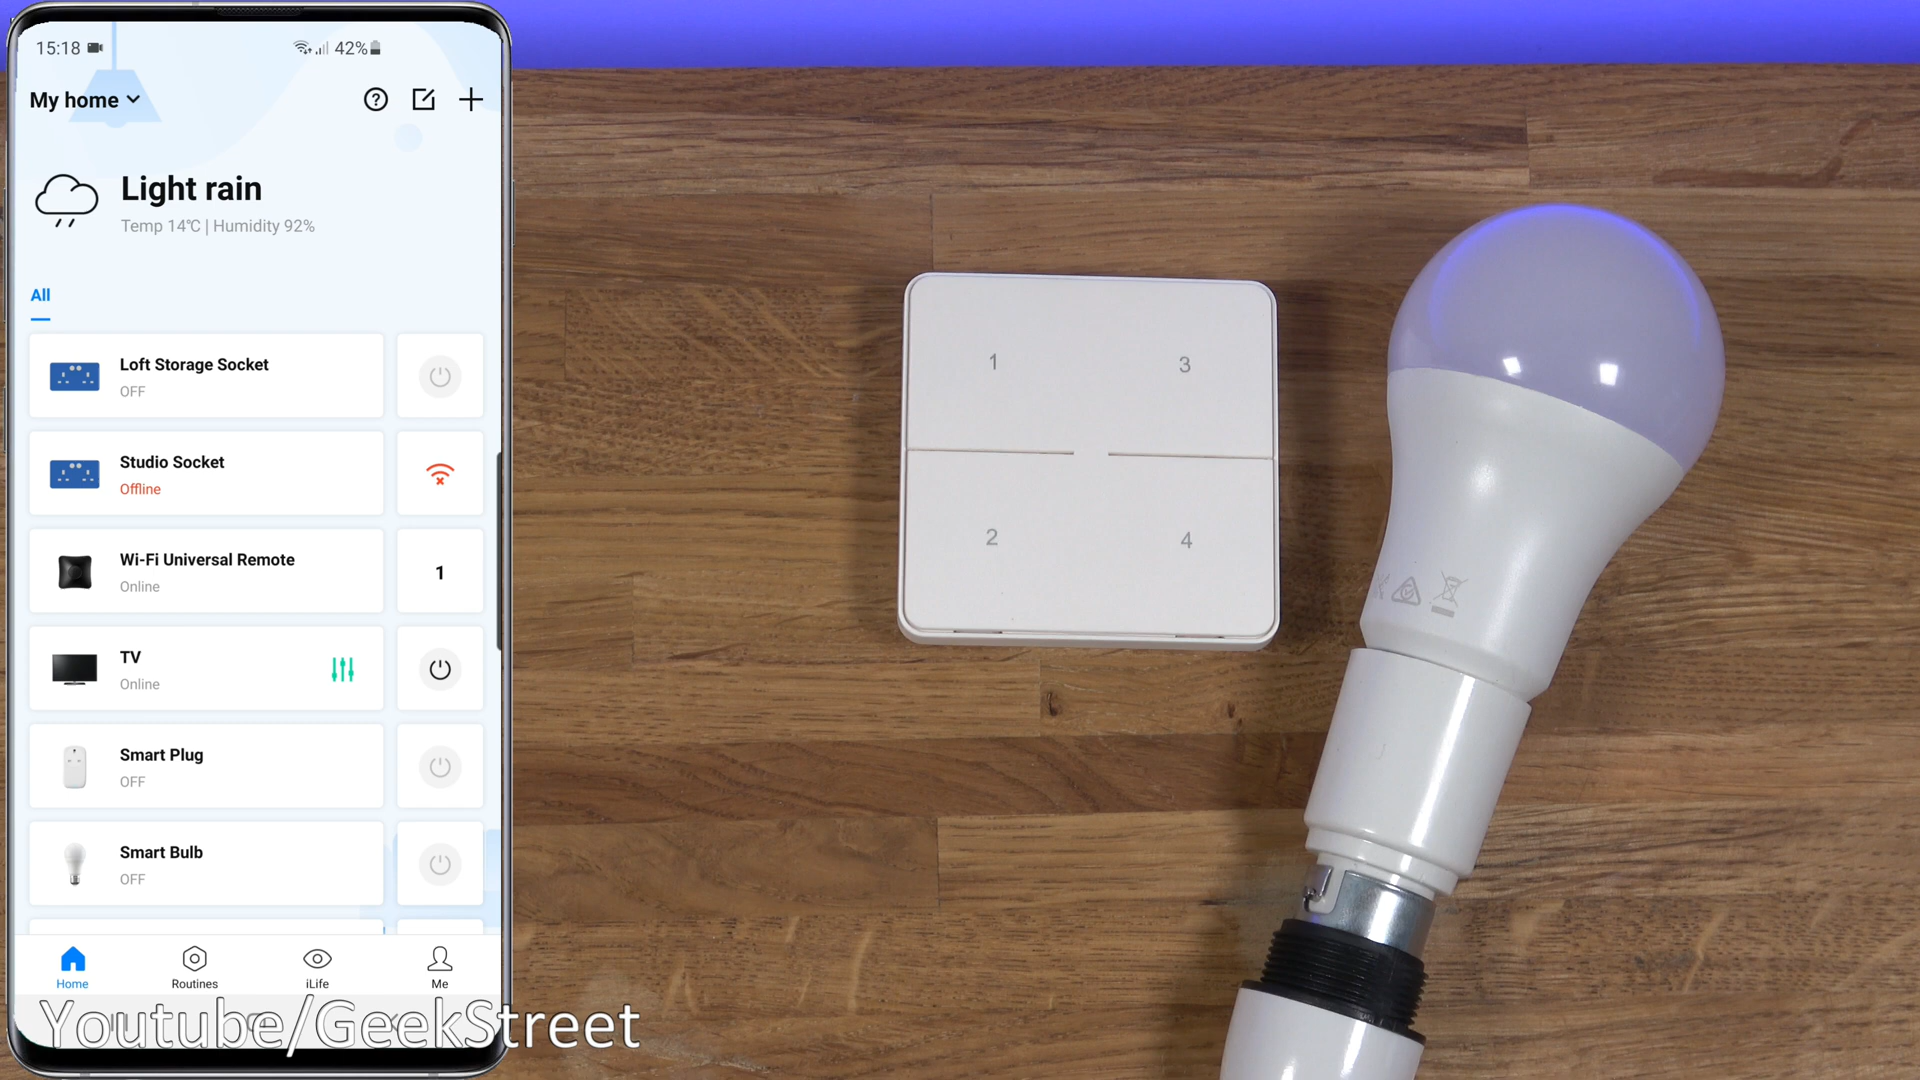 15:18
42%
My home
Light rain
Temp 14℃ | Humidity 92%
All
Loft Storage Socket
OFF
Studio Socket
Offline
Wi-Fi Universal Remote
Online
1
TV
Online
Smart Plug
OFF
Smart Bulb
OFF
Home
Routines
iLife
Me
Youtube/GeekStreet
1
3
2
4